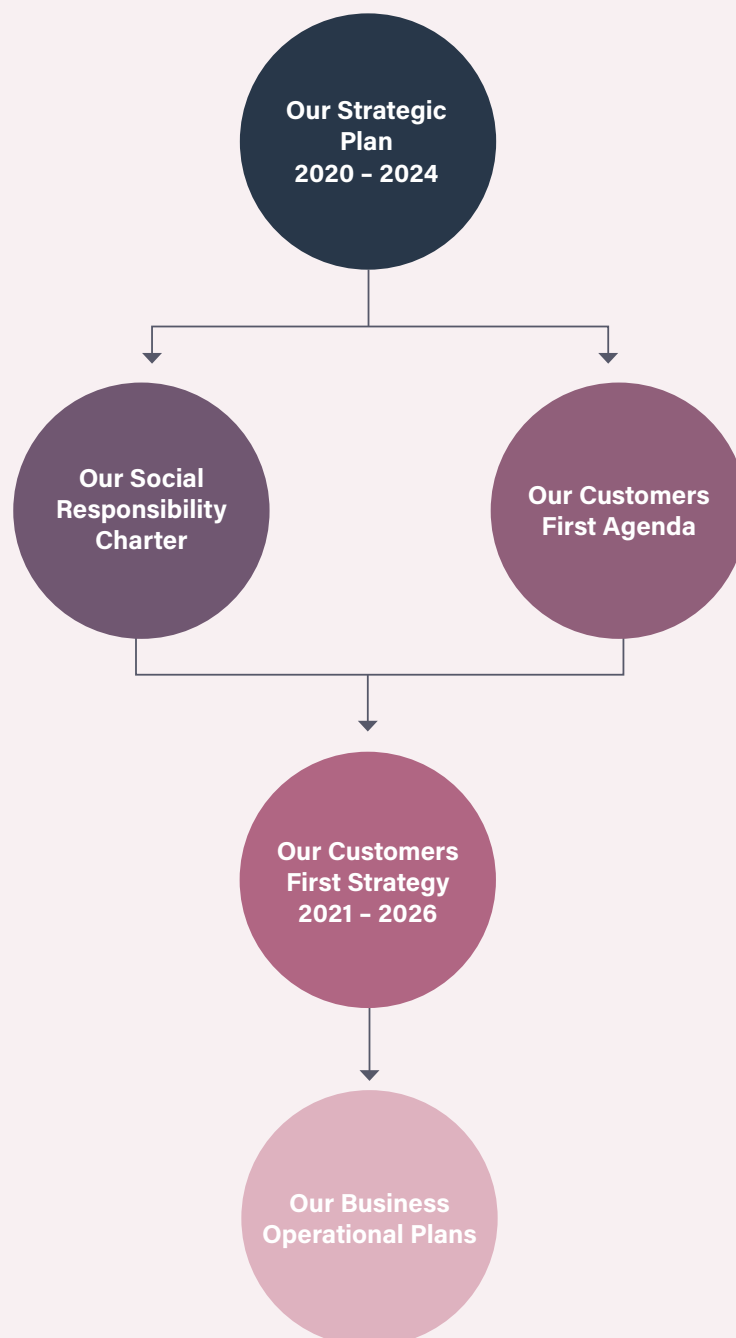 Our Strategic
Plan
2020 – 2024
Our Social
Responsibility
Charter
Our Customers
First Agenda
Our Customers
First Strategy
2021 – 2026
Our Business
Operational Plans